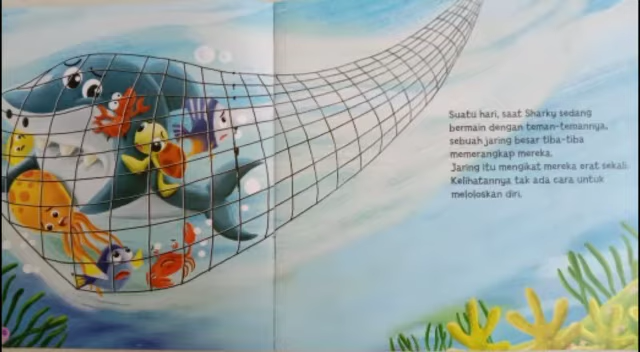 Suatu hari, saat Sharky sedang
bermain dengan teman-temannya,
sebuah jaring besar tiba-tiba
memerangkap mereka.
Jaring itu mengikat mereka erat sekali.
Kelihatannya tak ada cara untuk
meloloskan diri.